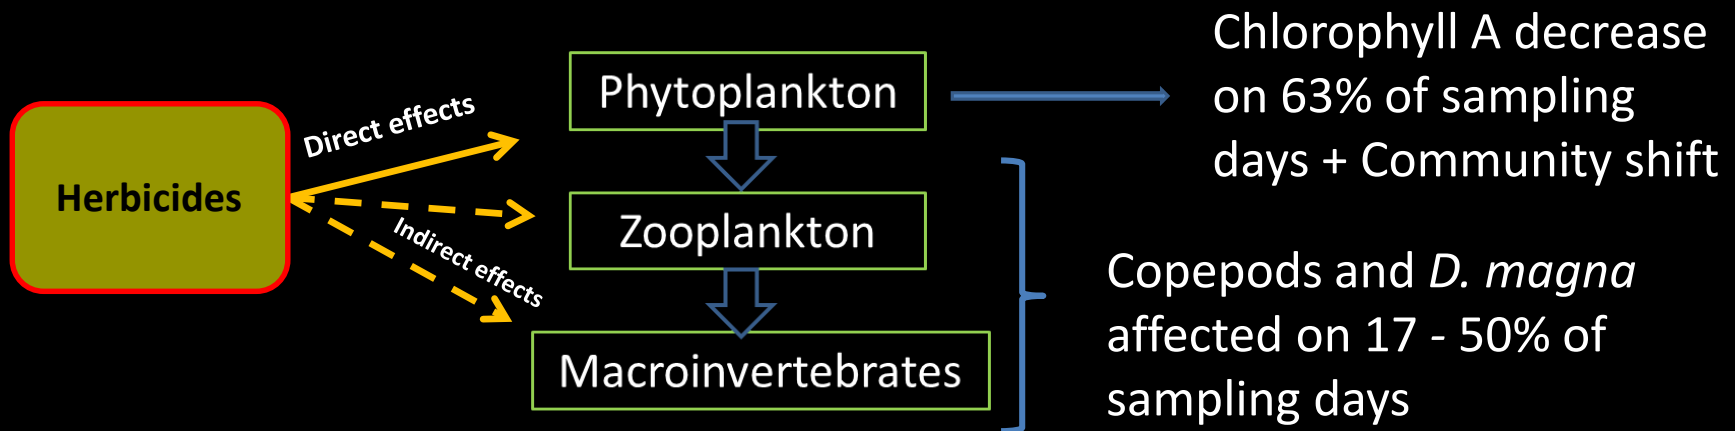 Herbicides
Direct effects
Indirect effects
Phytoplankton
Zooplankton
Macroinvertebrates
Chlorophyll A decrease
on 63% of sampling
days + Community shift
Copepods and D. magna
affected on 17 - 50% of
sampling days